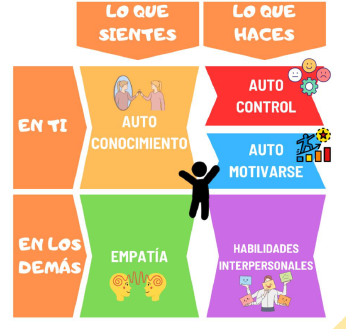 LO QUE
SIENTES
LO QUE
HACES
EN TI
AUTO
CONOCIMIENTO
AUTO
CONTROL
AUTO
MOTIVARSE
EN LOS
DEMÁS
EMPATÍA
HABILIDADES
INTERPERSONALES